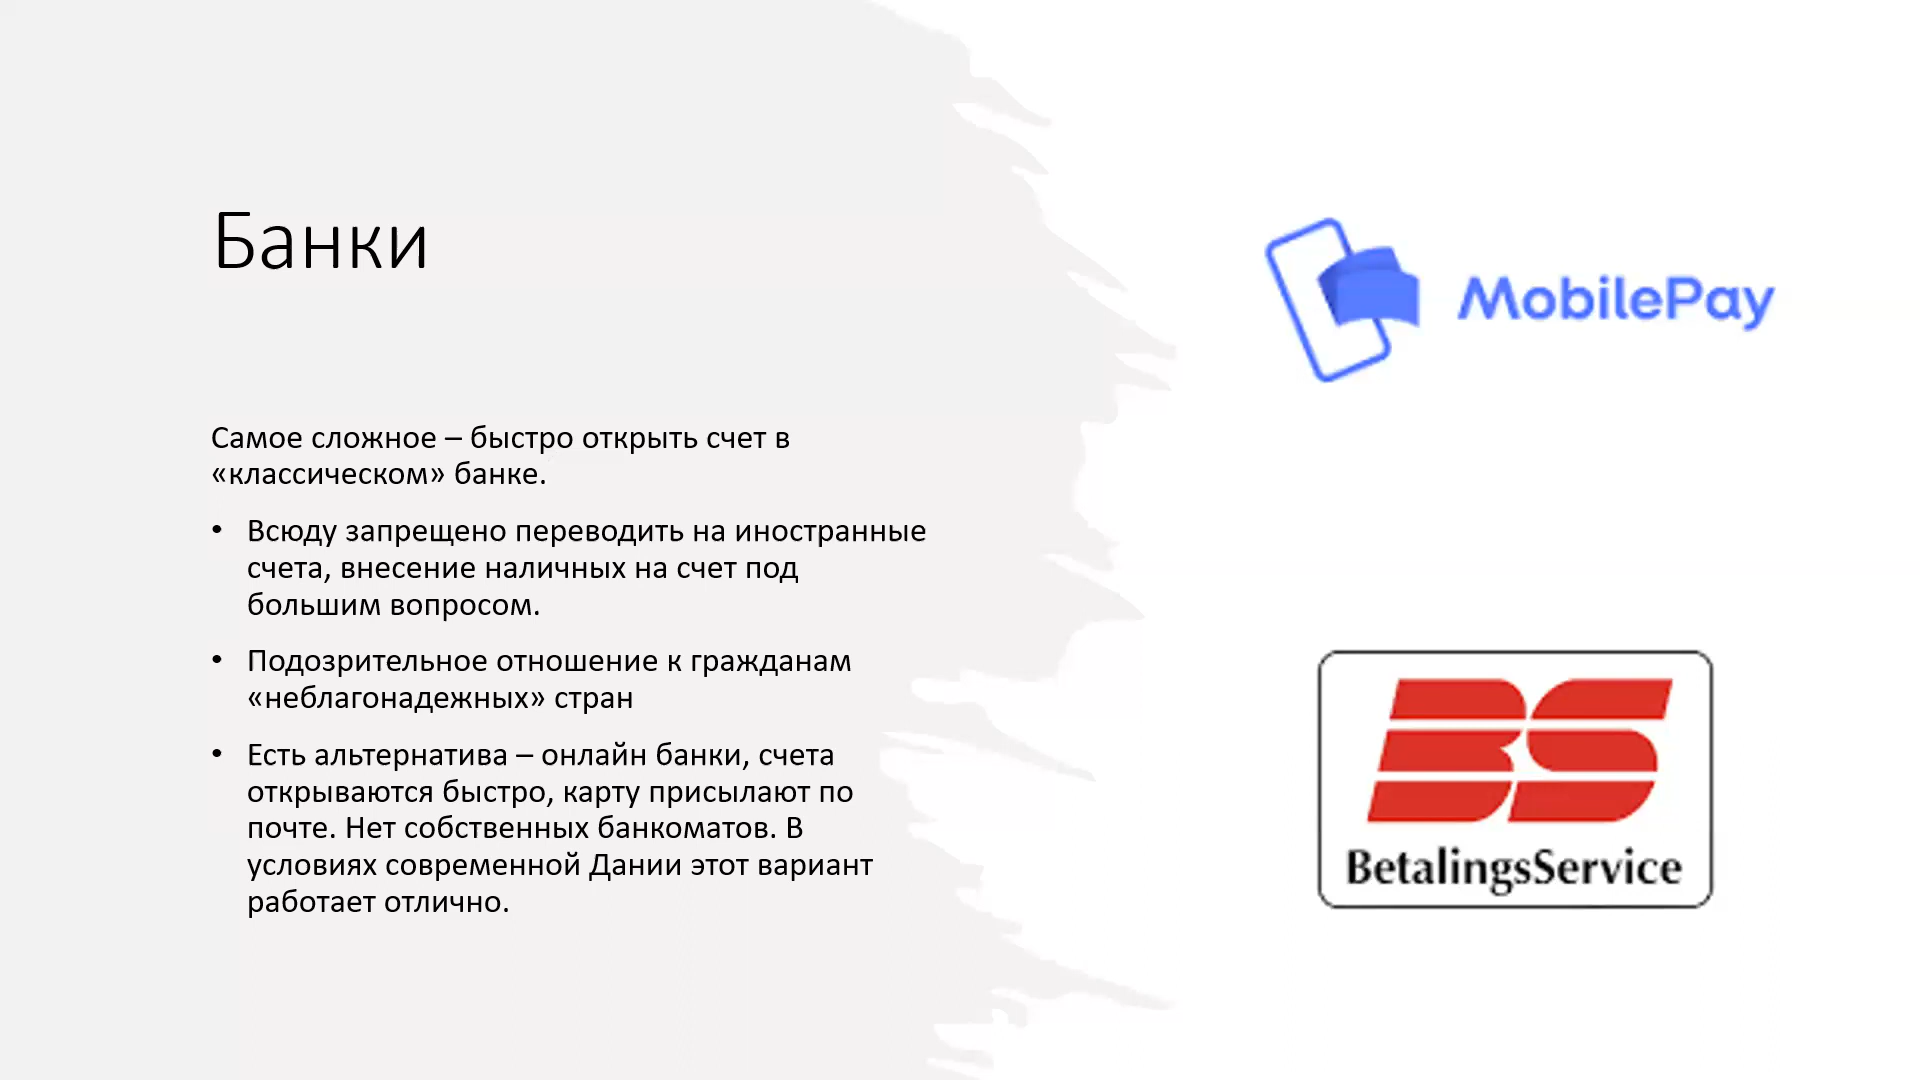 Банки
Самое сложное – быстро открыть счет в
«классическом» банке.
• Всюду запрещено переводить на иностранные
счета, внесение наличных на счет под
большим вопросом.
• Подозрительное отношение к гражданам
«неблагонадежных» стран
• Есть альтернатива – онлайн банки, счета
открываются быстро, карту присылают по
почте. Нет собственных банкоматов. В
условиях современной Дании этот вариант
работает отлично.
MobilePay
BS
BetalingsService